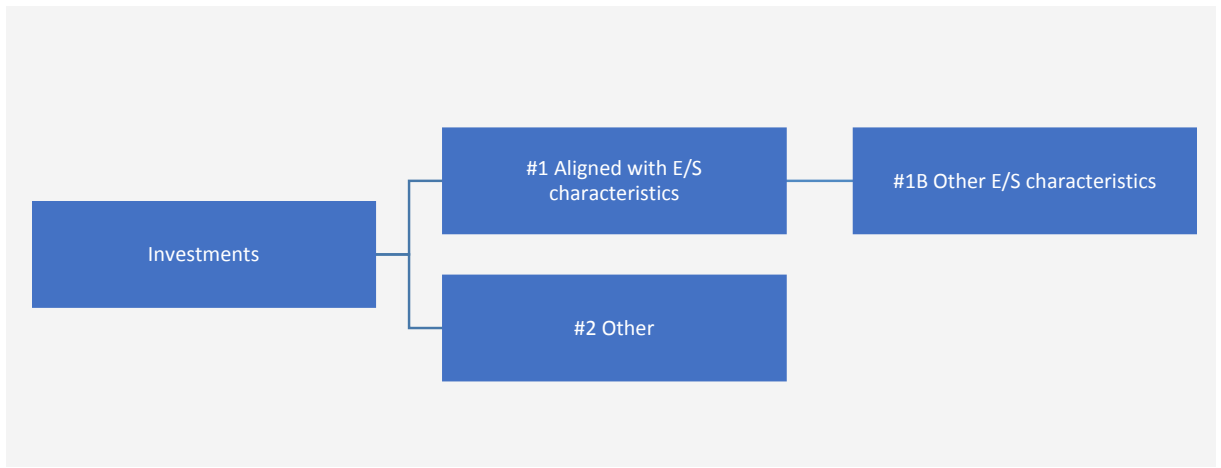 #1 Aligned with E/S
characteristics
#1B Other E/S characteristics
Investments
#2 Other